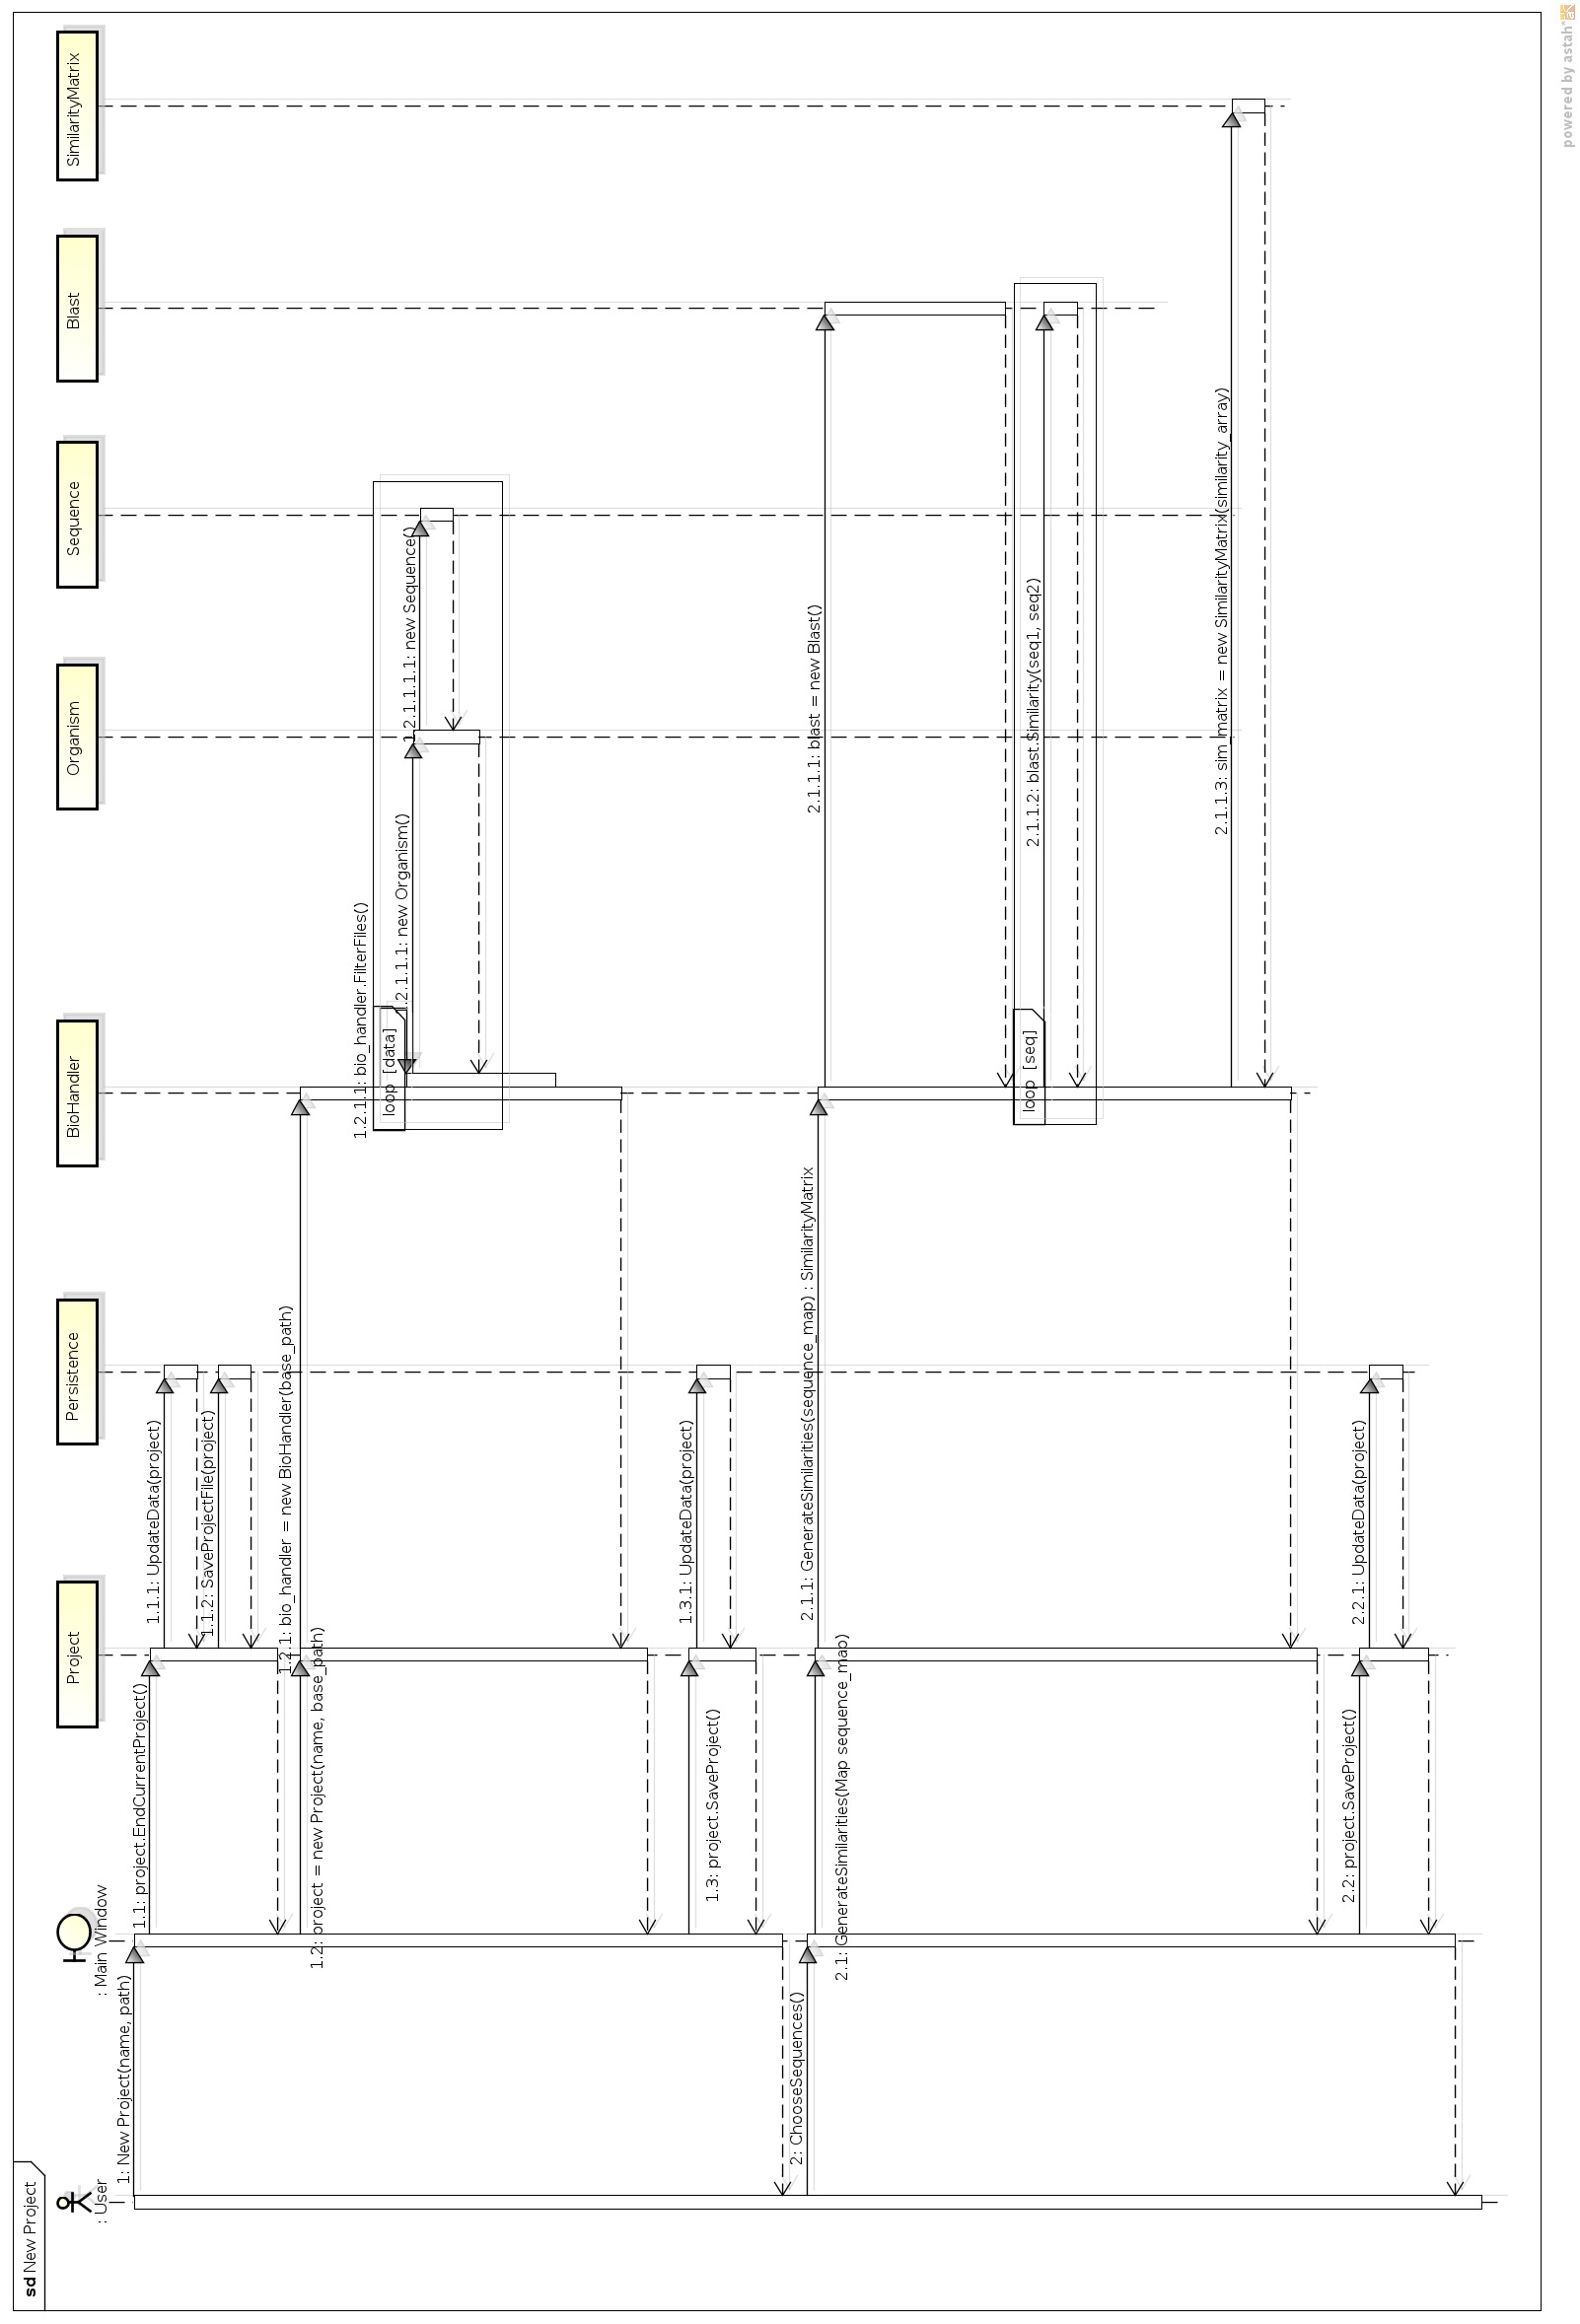 sd New Project
: User
: Main Window
Project
Persistence
BioHandler
Organism
Sequence
Blast
SimilarityMatrix
1: New Project(name, path)
1.1: project.EndCurrentProject()
1.1.1: UpdateData(project)
1.1.2: SaveProjectFile(project)
1.2: project = new Project(name, base_path)
1.2.1: bio_handler = new BioHandler(base_path)
1.2.1.1: bio_handler.FilterFiles()
loop [data]
1.2.1.1.1: new Organism()
1.2.1.1.1.1: new Sequence()
1.3: project.SaveProject()
1.3.1: UpdateData(project)
2: ChooseSequences()
2.1: GenerateSimilarities(Map sequence_map)
2.1.1: GenerateSimilarities(sequence_map) : SimilarityMatrix
2.1.1.1: blast = new Blast()
loop [seq]
2.1.1.2: blast.Similarity(seq1, seq2)
2.1.1.3: sim_matrix = new SimilarityMatrix(similarity_array)
2.2: project.SaveProject()
2.2.1: UpdateData(project)
powered by astah*